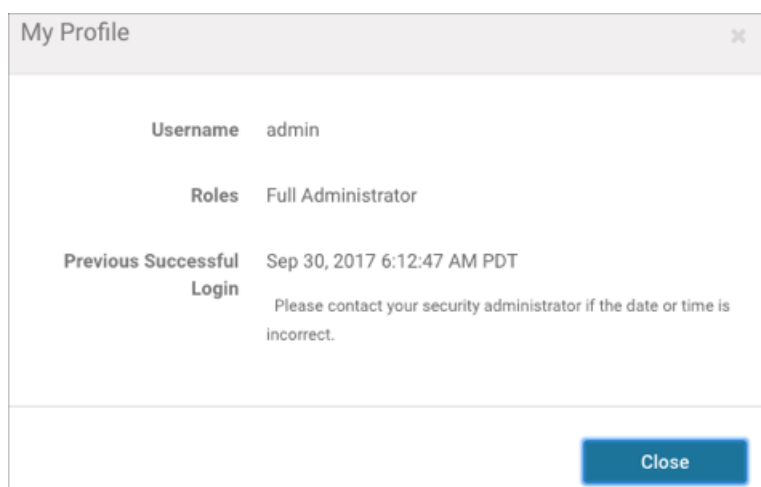 My Profile
Username admin
Roles Full Administrator
Previous Successful Sep 30, 2017 6:12:47 AM PDT
Login
Please contact your security administrator if the date or time is
incorrect.
Close